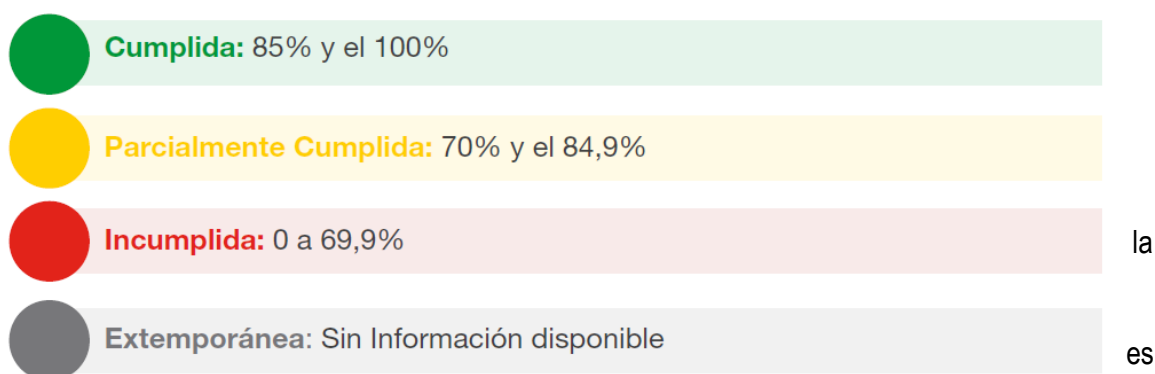 Cumplida: 85% y el 100%
Parcialmente Cumplida: 70% y el 84,9%
Incumplida: 0 a 69,9%
la
Extemporánea: Sin Información disponible
es